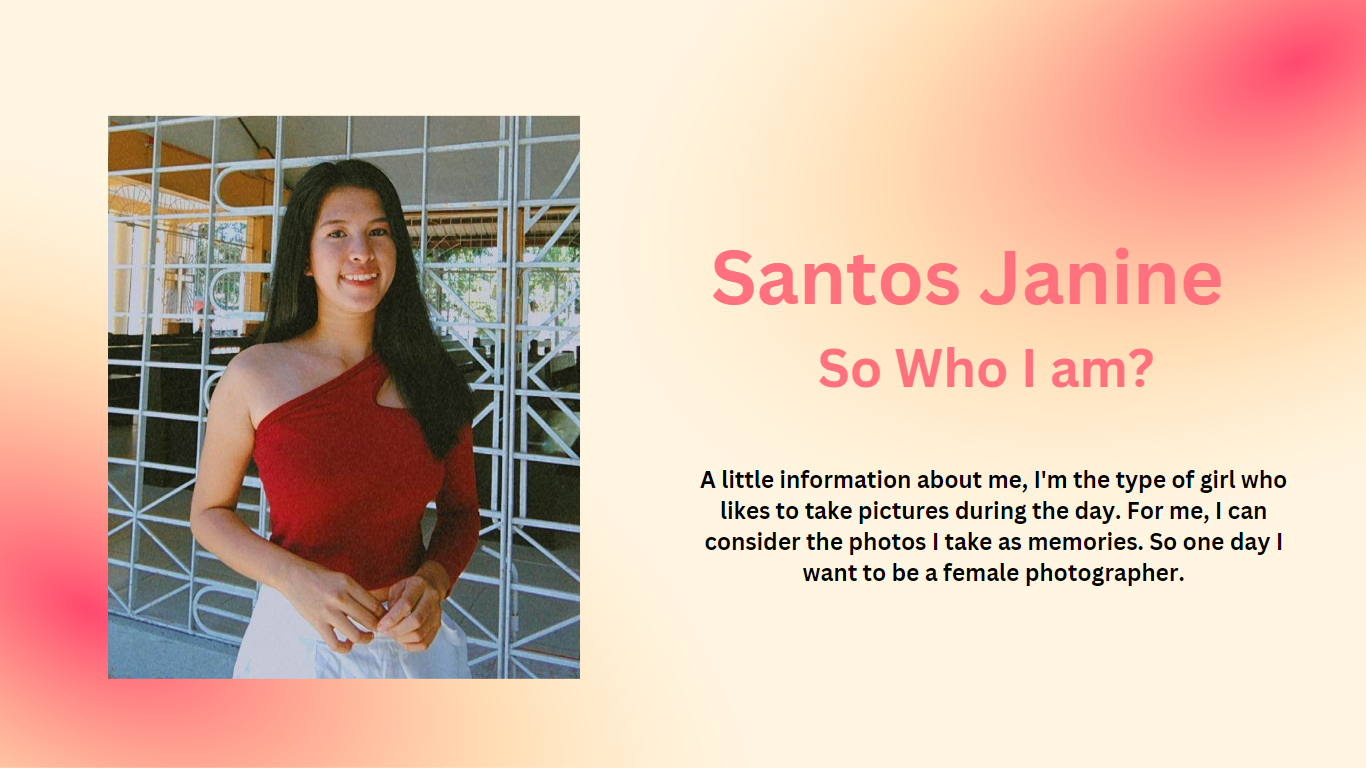 Santos Janine
So Who I am?
A little information about me, I'm the type of girl who
likes to take pictures during the day. For me, I can
consider the photos I take as memories. So one day I
want to be a female photographer.